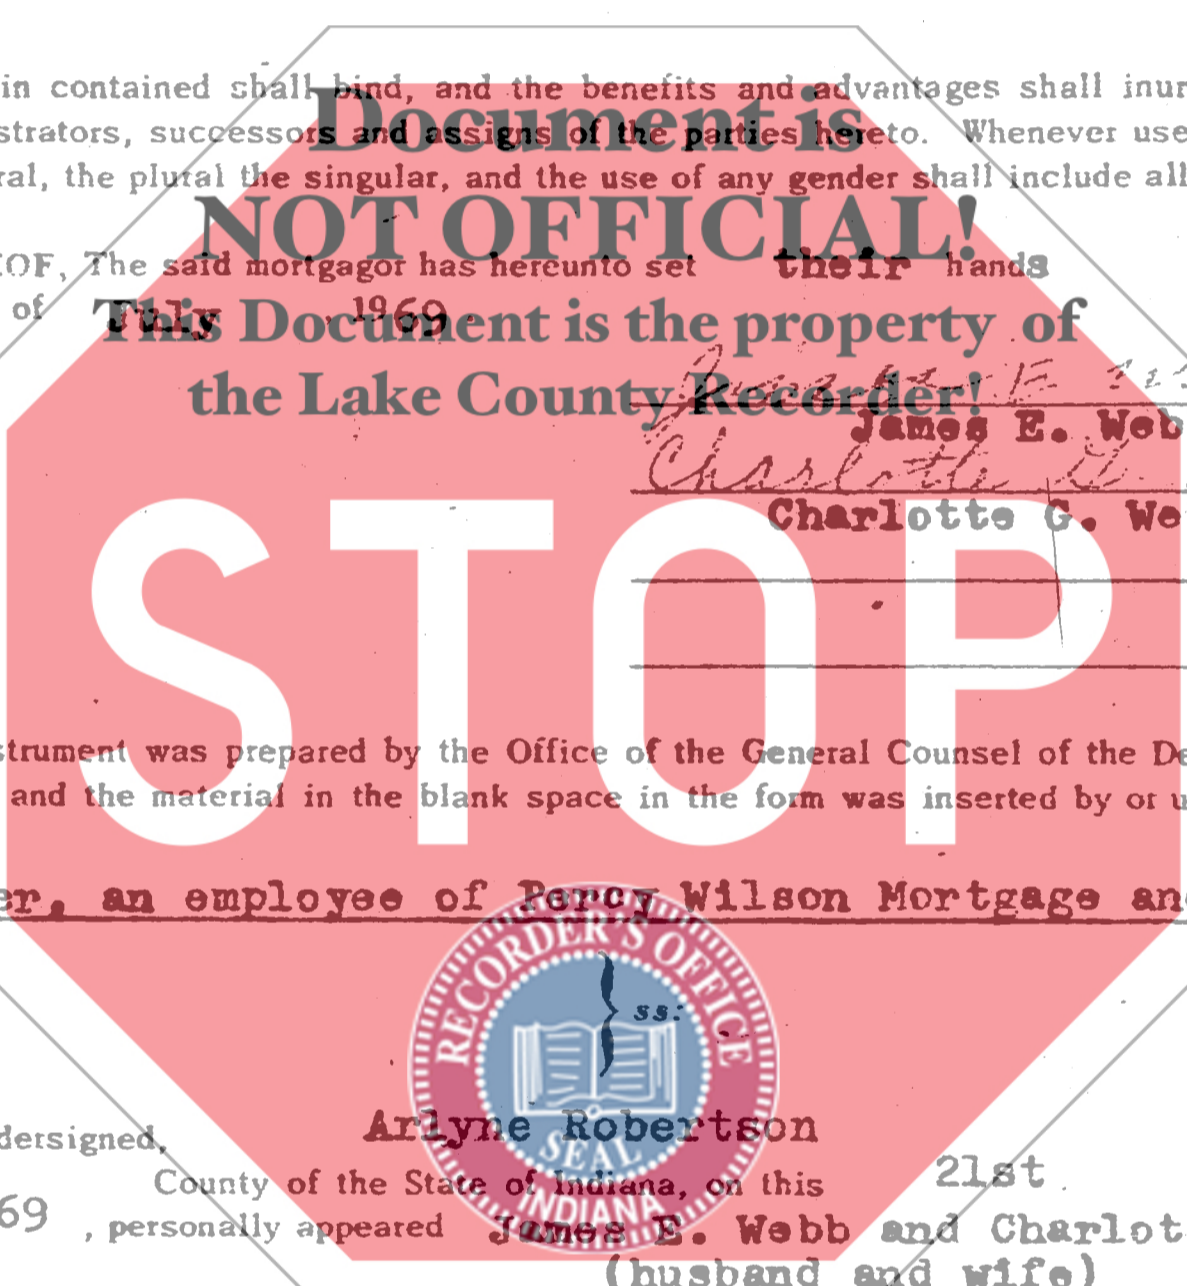 in contained shall bind, and the benefits and advantages shall inur
Document is
strators, successors and assigns of the parties hereto. Whenever use
ral, the plural the singular, and the use of any gender shall include all
NOT OFFICIAL!
OF, The said mortgagor has hereunto set their hands
of July , 1969.
This Document is the property of
the Lake County Recorder!
James E.
James E. Web
Charlotte G.
Charlotte G. We
STOP
strument was prepared by the Office of the General Counsel of the De
and the material in the blank space in the form was inserted by or u
er, an employee of Percy Wilson Mortgage an
RECORDER'S OFFICE
} ss:
Arlyne Robertson
SEAL
dersigned,
County of the State of Indiana, on this 21st
INDIANA
69 , personally appeared James E. Webb and Charlot
(husband and wife)